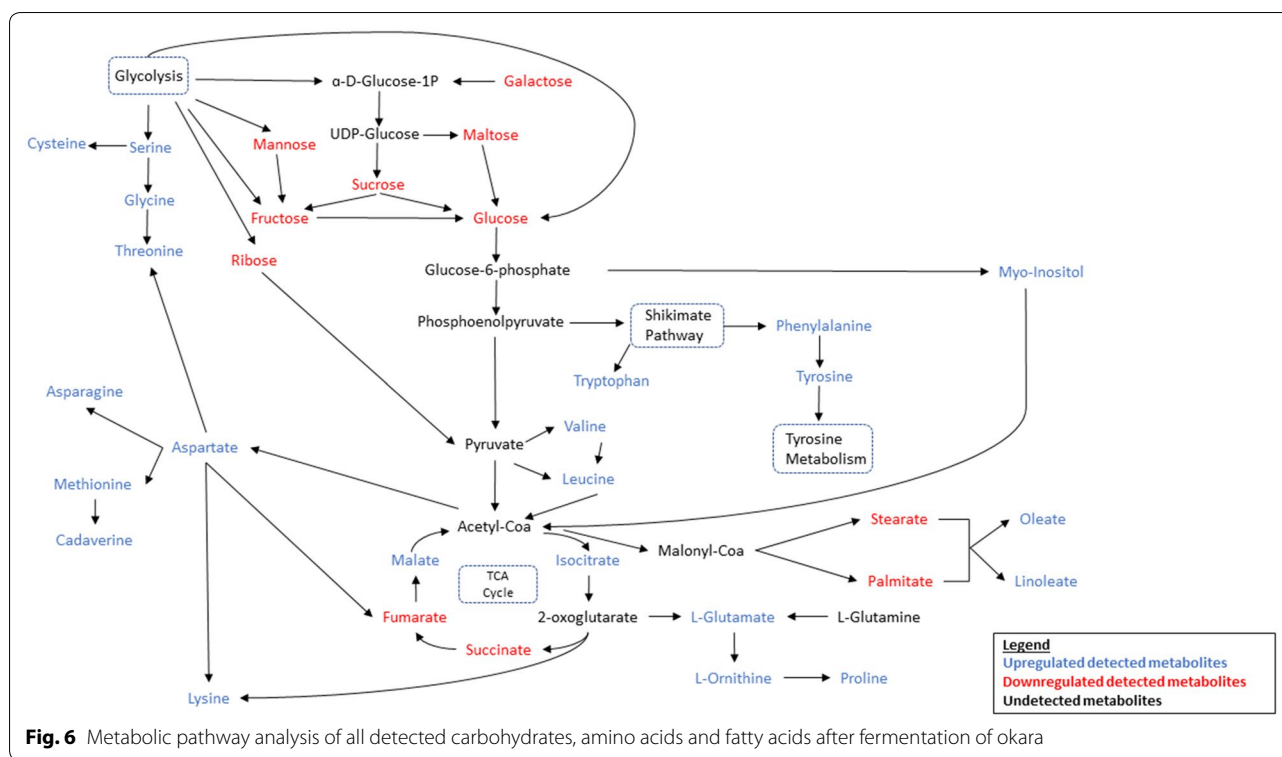 Glycolysis
α-D-Glucose-1P
Galactose
UDP-Glucose
Maltose
Cysteine
Serine
Mannose
Sucrose
Glycine
Fructose
Glucose
Threonine
Ribose
Glucose-6-phosphate
Myo-Inositol
Phosphoenolpyruvate
Shikimate
Pathway
Phenylalanine
Tryptophan
Tyrosine
Asparagine
Valine
Tyrosine
Metabolism
Aspartate
Pyruvate
Leucine
Methionine
Acetyl-Coa
Stearate
Oleate
Cadaverine
Malonyl-Coa
Malate
TCA
Cycle
Isocitrate
Palmitate
Linoleate
Fumarate
2-oxoglutarate
L-Glutamate
L-Glutamine
Succinate
L-Ornithine
Proline
Lysine
Legend
Upregulated detected metabolites
Downregulated detected metabolites
Undetected metabolites
Fig. 6 Metabolic pathway analysis of all detected carbohydrates, amino acids and fatty acids after fermentation of okara